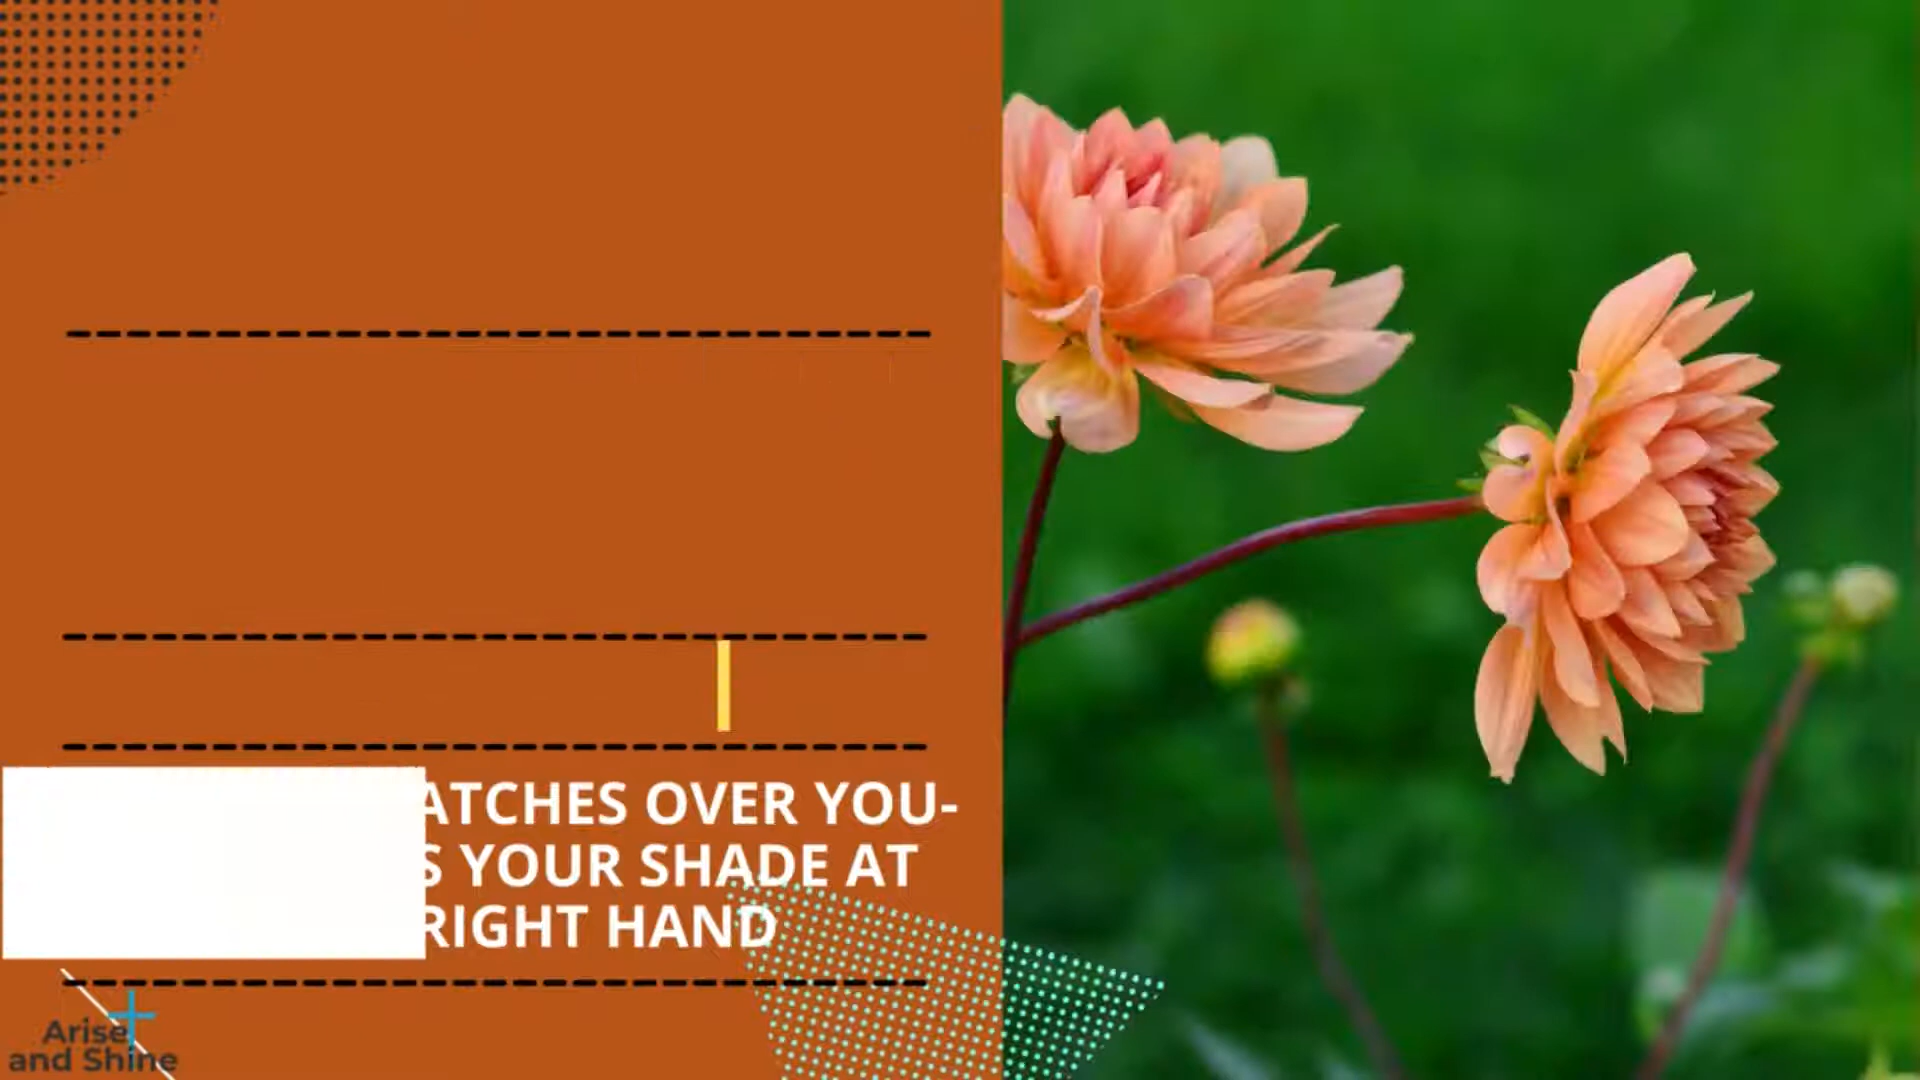 ATCHES OVER YOU-
S YOUR SHADE AT
RIGHT HAND
Arise
and Shine